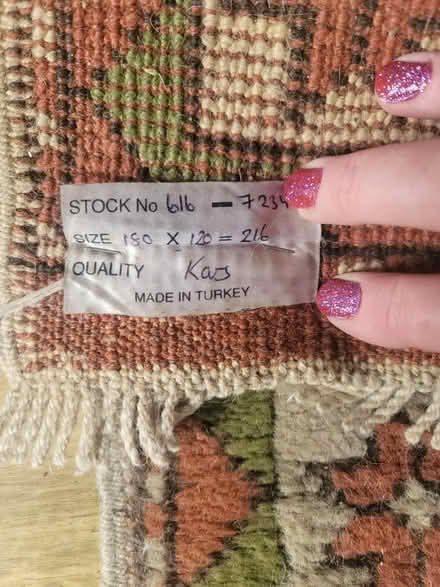 STOCK No 616 — 7234
SIZE 180 X 120 = 216
QUALITY Kars
MADE IN TURKEY